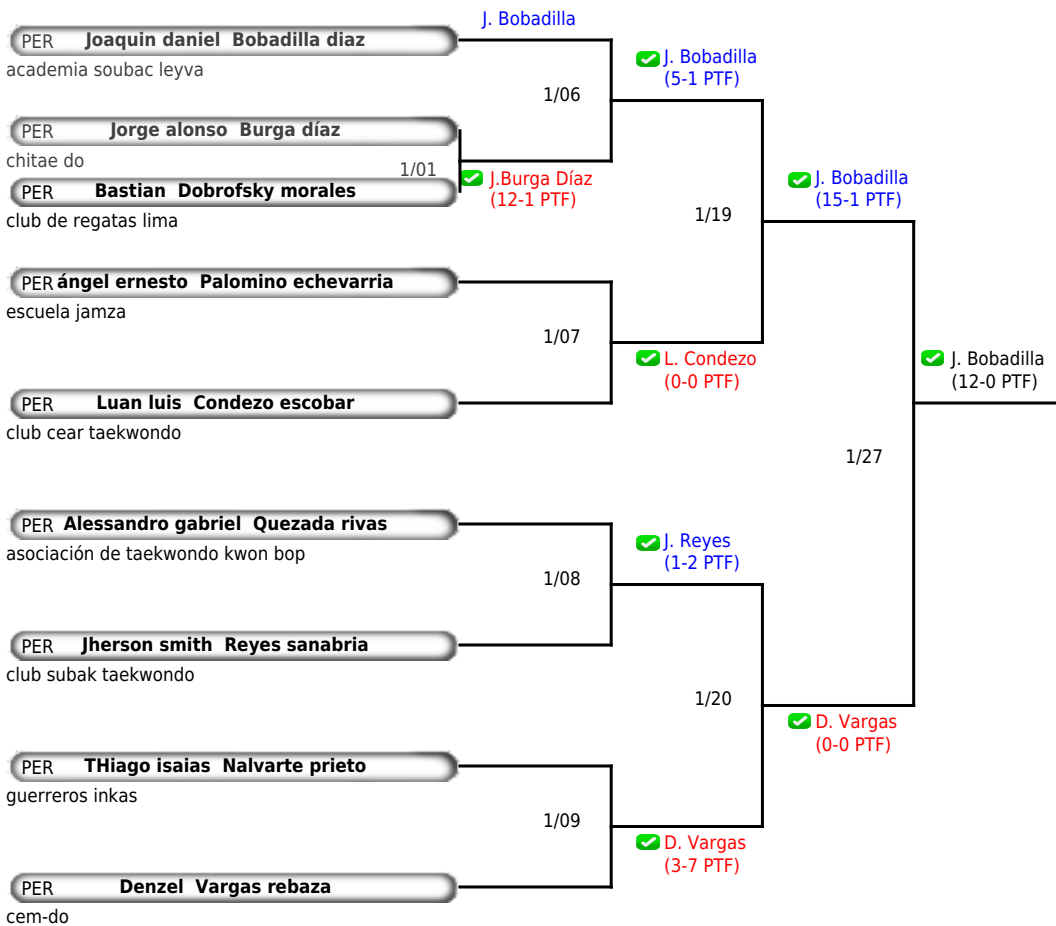 J. Bobadilla
PER Joaquin daniel Bobadilla diaz
academia soubac leyva
J. Bobadilla
(5-1 PTF)
1/06
PER Jorge alonso Burga díaz
chitae do
1/01
J.Burga Díaz
(12-1 PTF)
PER Bastian Dobrofsky morales
club de regatas lima
J. Bobadilla
(15-1 PTF)
1/19
PER ángel ernesto Palomino echevarria
escuela jamza
1/07
L. Condezo
(0-0 PTF)
J. Bobadilla
(12-0 PTF)
PER Luan luis Condezo escobar
club cear taekwondo
1/27
PER Alessandro gabriel Quezada rivas
asociación de taekwondo kwon bop
J. Reyes
(1-2 PTF)
1/08
PER Jherson smith Reyes sanabria
club subak taekwondo
1/20
D. Vargas
(0-0 PTF)
PER THiago isaias Nalvarte prieto
guerreros inkas
1/09
D. Vargas
(3-7 PTF)
PER Denzel Vargas rebaza
cem-do